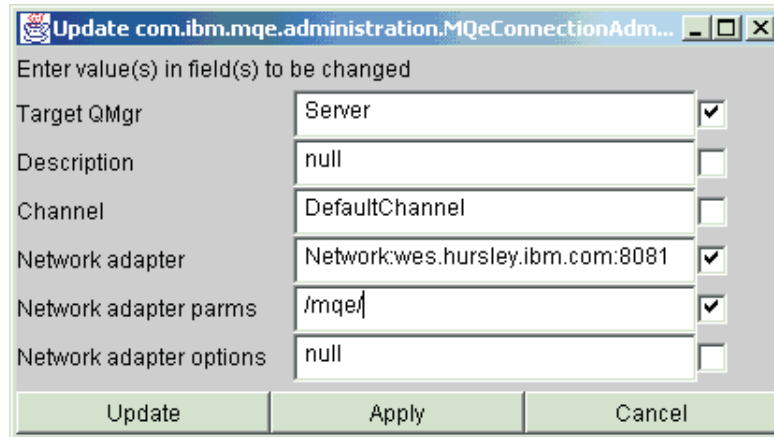 Update com.ibm.mqe.administration.MQeConnectionAdm...
Enter value(s) in field(s) to be changed
Target QMgr Server
Description null
Channel DefaultChannel
Network adapter Network:wes.hursley.ibm.com:8081
Network adapter parms /mqe/
Network adapter options null
Update Apply Cancel